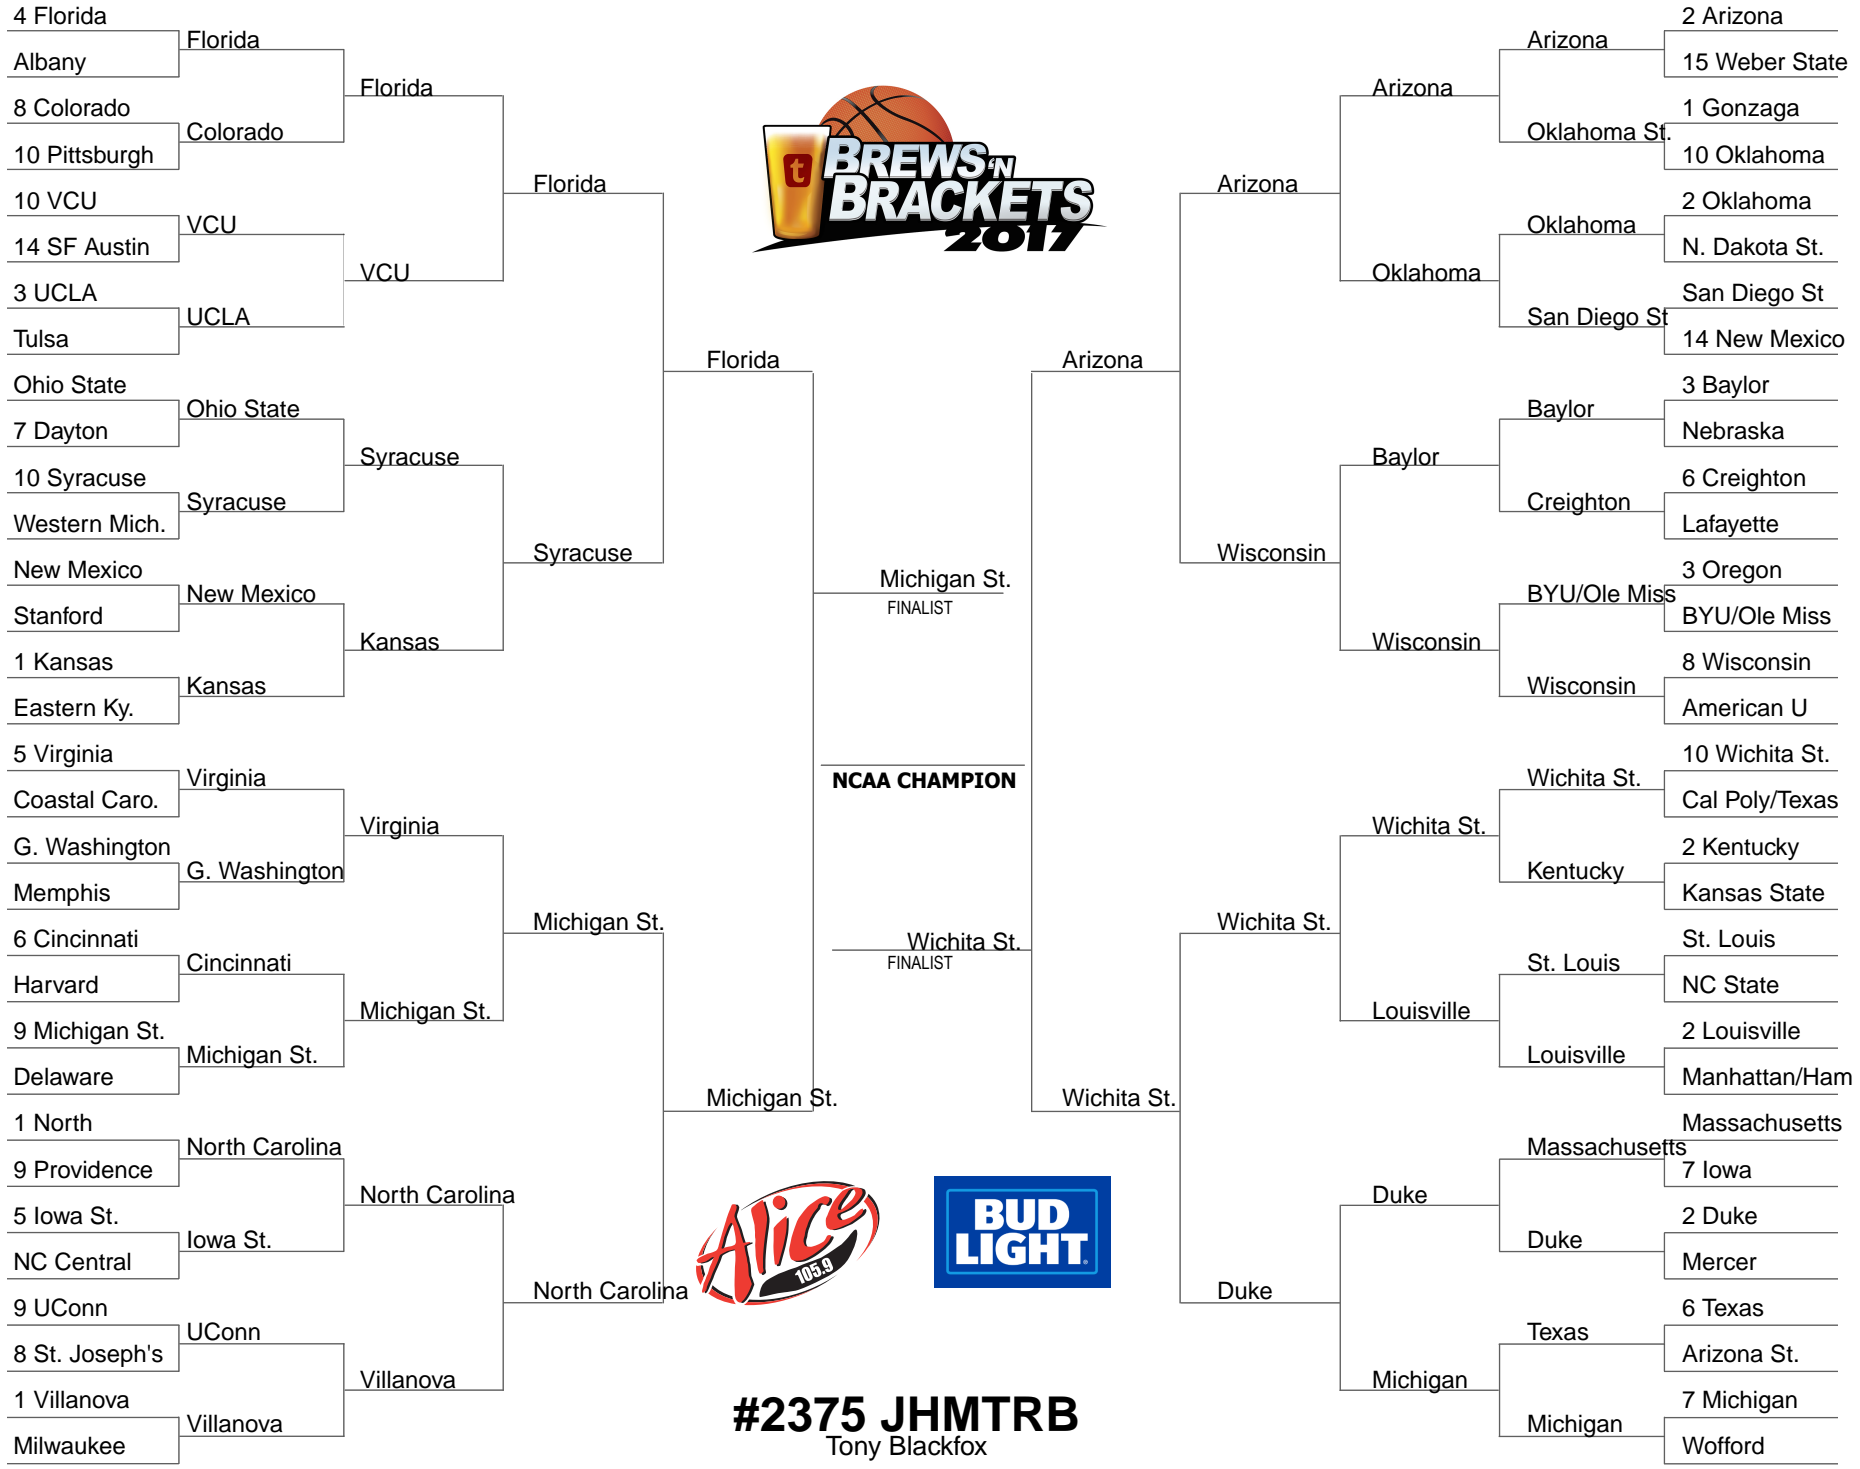 4 Florida
Albany
8 Colorado
10 Pittsburgh
10 VCU
14 SF Austin
3 UCLA
Tulsa
Ohio State
7 Dayton
10 Syracuse
Western Mich.
New Mexico
Stanford
1 Kansas
Eastern Ky.
5 Virginia
Coastal Caro.
G. Washington
Memphis
6 Cincinnati
Harvard
9 Michigan St.
Delaware
1 North
9 Providence
5 Iowa St.
NC Central
9 UConn
8 St. Joseph's
1 Villanova
Milwaukee
Florida
Colorado
VCU
UCLA
Ohio State
Syracuse
New Mexico
Kansas
Virginia
G. Washington
Cincinnati
Michigan St.
North Carolina
Iowa St.
UConn
Villanova
Florida
VCU
Syracuse
Kansas
Virginia
Michigan St.
North Carolina
Villanova
Florida
Syracuse
Michigan St.
North Carolina
Florida
Michigan St.
t
BREWS 'N
BRACKETS
2017
Michigan St.
FINALIST
NCAA CHAMPION
Wichita St.
FINALIST
Alice
105.9
BUD
LIGHT
#2375 JHMTRB
Tony Blackfox
Arizona
Wichita St.
Arizona
Wisconsin
Wichita St.
Duke
Arizona
Oklahoma
Baylor
Wisconsin
Wichita St.
Louisville
Duke
Michigan
Arizona
Oklahoma St.
Oklahoma
San Diego St
Baylor
Creighton
BYU/Ole Miss
Wisconsin
Wichita St.
Kentucky
St. Louis
Louisville
Massachusetts
Duke
Texas
Michigan
2 Arizona
15 Weber State
1 Gonzaga
10 Oklahoma
2 Oklahoma
N. Dakota St.
San Diego St
14 New Mexico
3 Baylor
Nebraska
6 Creighton
Lafayette
3 Oregon
BYU/Ole Miss
8 Wisconsin
American U
10 Wichita St.
Cal Poly/Texas
2 Kentucky
Kansas State
St. Louis
NC State
2 Louisville
Manhattan/Ham
Massachusetts
7 Iowa
2 Duke
Mercer
6 Texas
Arizona St.
7 Michigan
Wofford